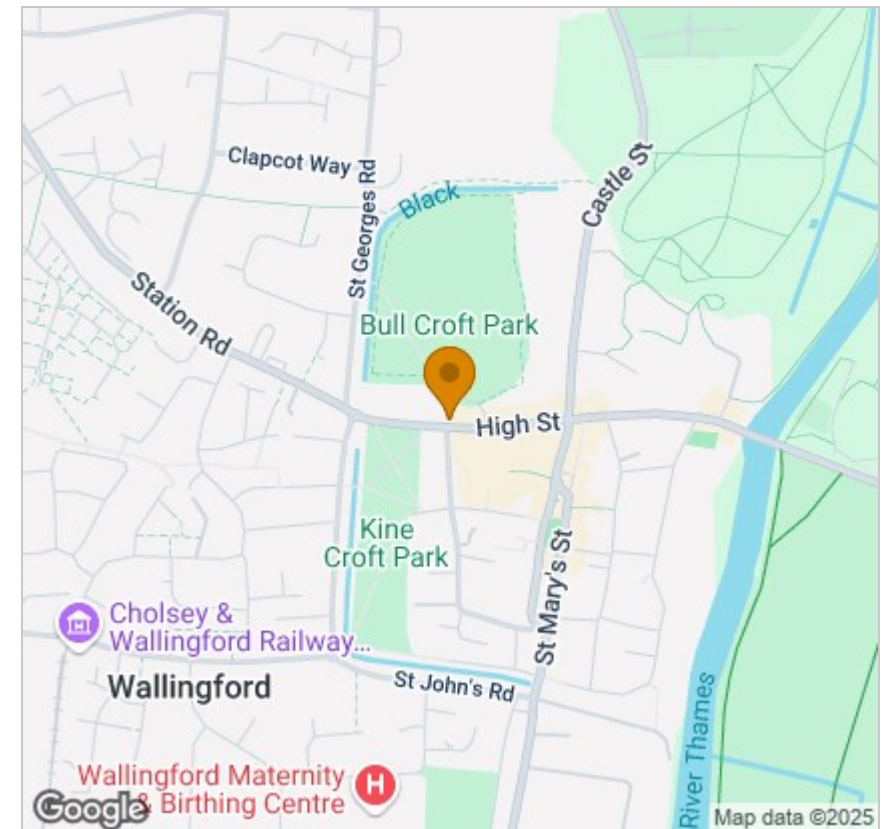 Clapcot Way
St Georges Rd
Black
Castle St
Station Rd
Bull Croft Park
High St
Kine
Croft Park
St Mary's St
Cholsey &
Wallingford Railway...
Wallingford
St John's Rd
River Thames
Wallingford Maternity
& Birthing Centre
H
Google
Map data ©2025